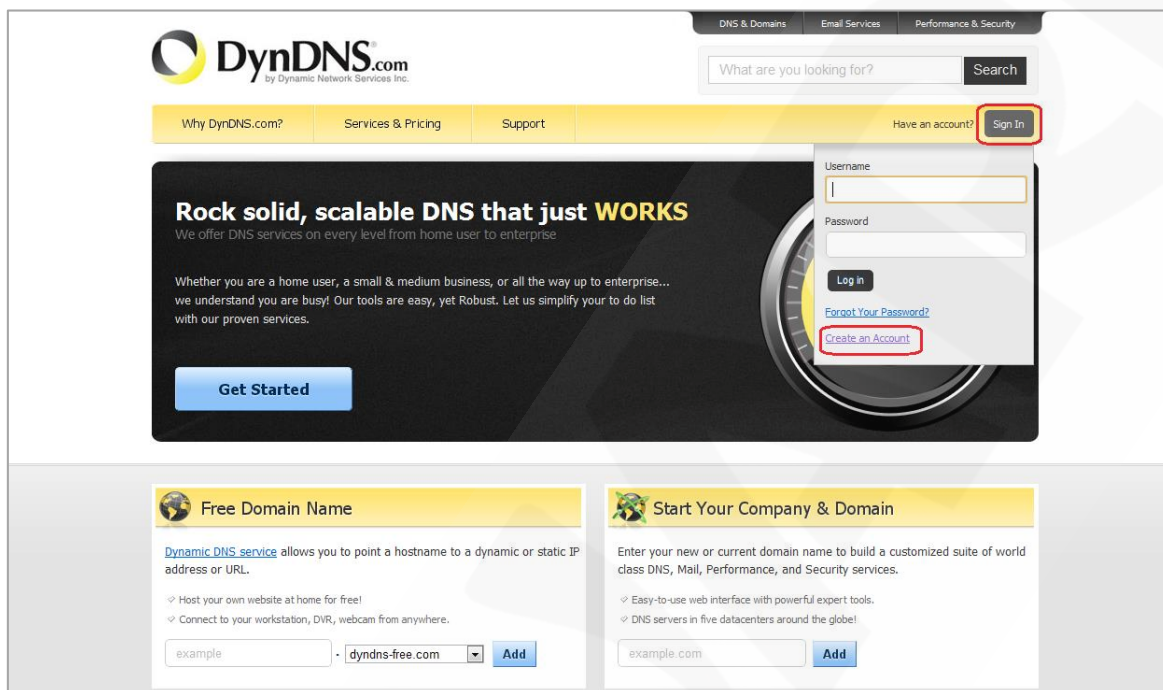 DNS & Domains Email Services Performance & Security
DynDNS.com
by Dynamic Network Services Inc.
What are you looking for? Search
Why DynDNS.com? Services & Pricing Support Have an account? Sign In
Username
Password
Log in
Forgot Your Password?
Create an Account
Rock solid, scalable DNS that just WORKS
We offer DNS services on every level from home user to enterprise
Whether you are a home user, a small & medium business, or all the way up to enterprise...
we understand you are busy! Our tools are easy, yet Robust. Let us simplify your to do list
with our proven services.
Get Started
Free Domain Name
Dynamic DNS service allows you to point a hostname to a dynamic or static IP
address or URL.
Host your own website at home for free!
Connect to your workstation, DVR, webcam from anywhere.
example . dyndns-free.com Add
Start Your Company & Domain
Enter your new or current domain name to build a customized suite of world
class DNS, Mail, Performance, and Security services.
Easy-to-use web interface with powerful expert tools.
DNS servers in five datacenters around the globe!
example.com Add